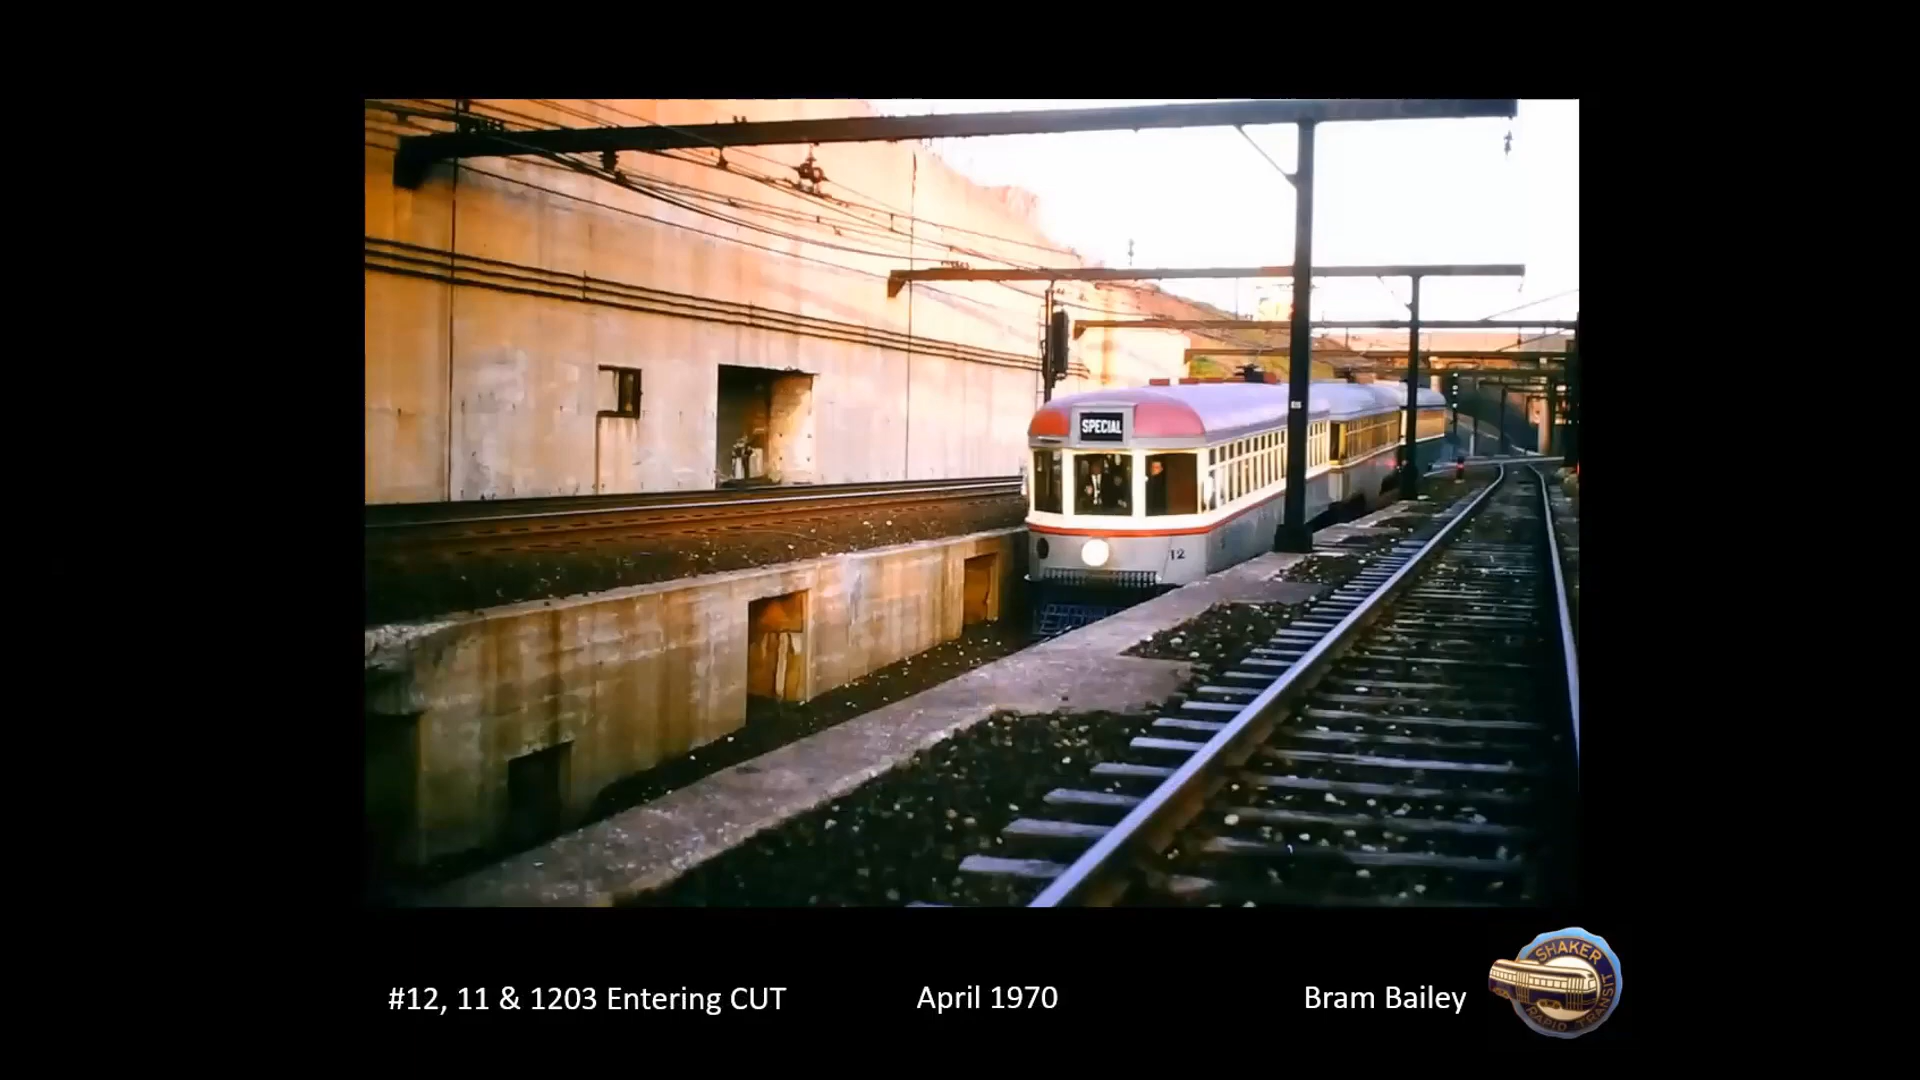 SPECIAL
12
#12, 11 & 1203 Entering CUT
April 1970
Bram Bailey
SHAKER
RAPID TRANSIT